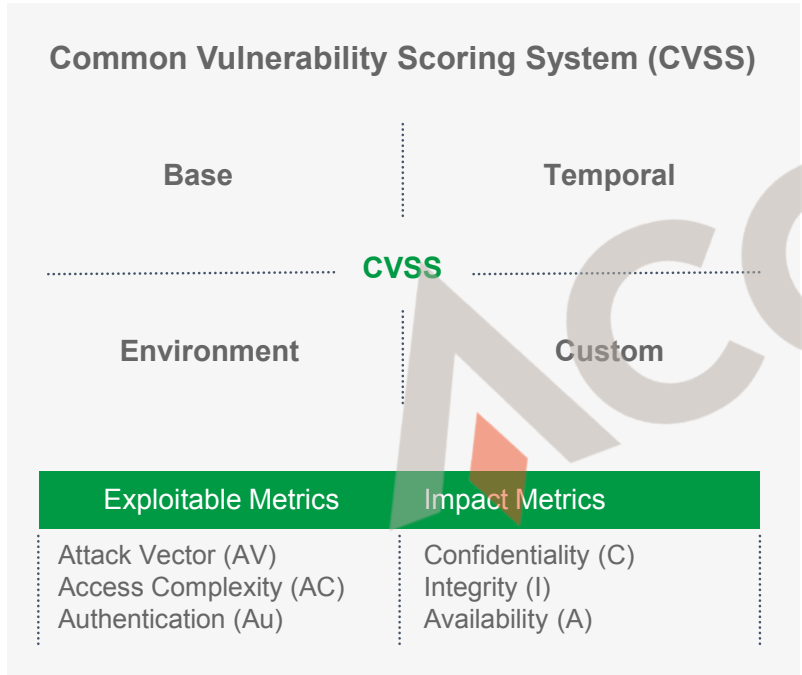 Common Vulnerability Scoring System (CVSS)
Base
Temporal
CVSS
Environment
Custom
Exploitable Metrics
Impact Metrics
Attack Vector (AV)
Access Complexity (AC)
Authentication (Au)
Confidentiality (C)
Integrity (I)
Availability (A)